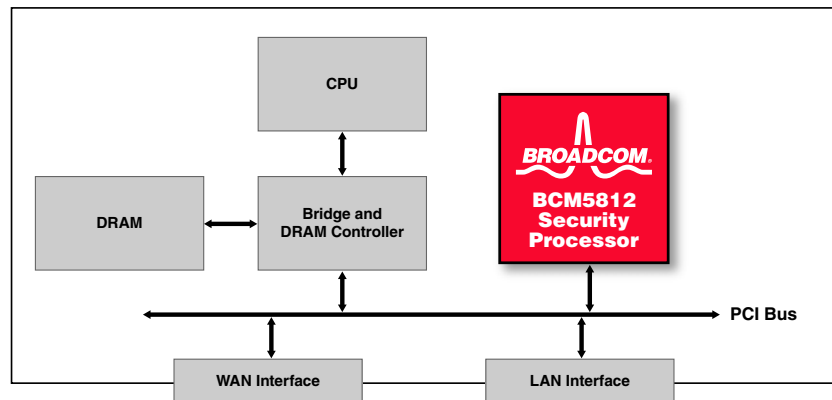 CPU
BROADCOM®
BCM5812
Security
Processor
DRAM
Bridge and
DRAM Controller
PCI Bus
WAN Interface
LAN Interface